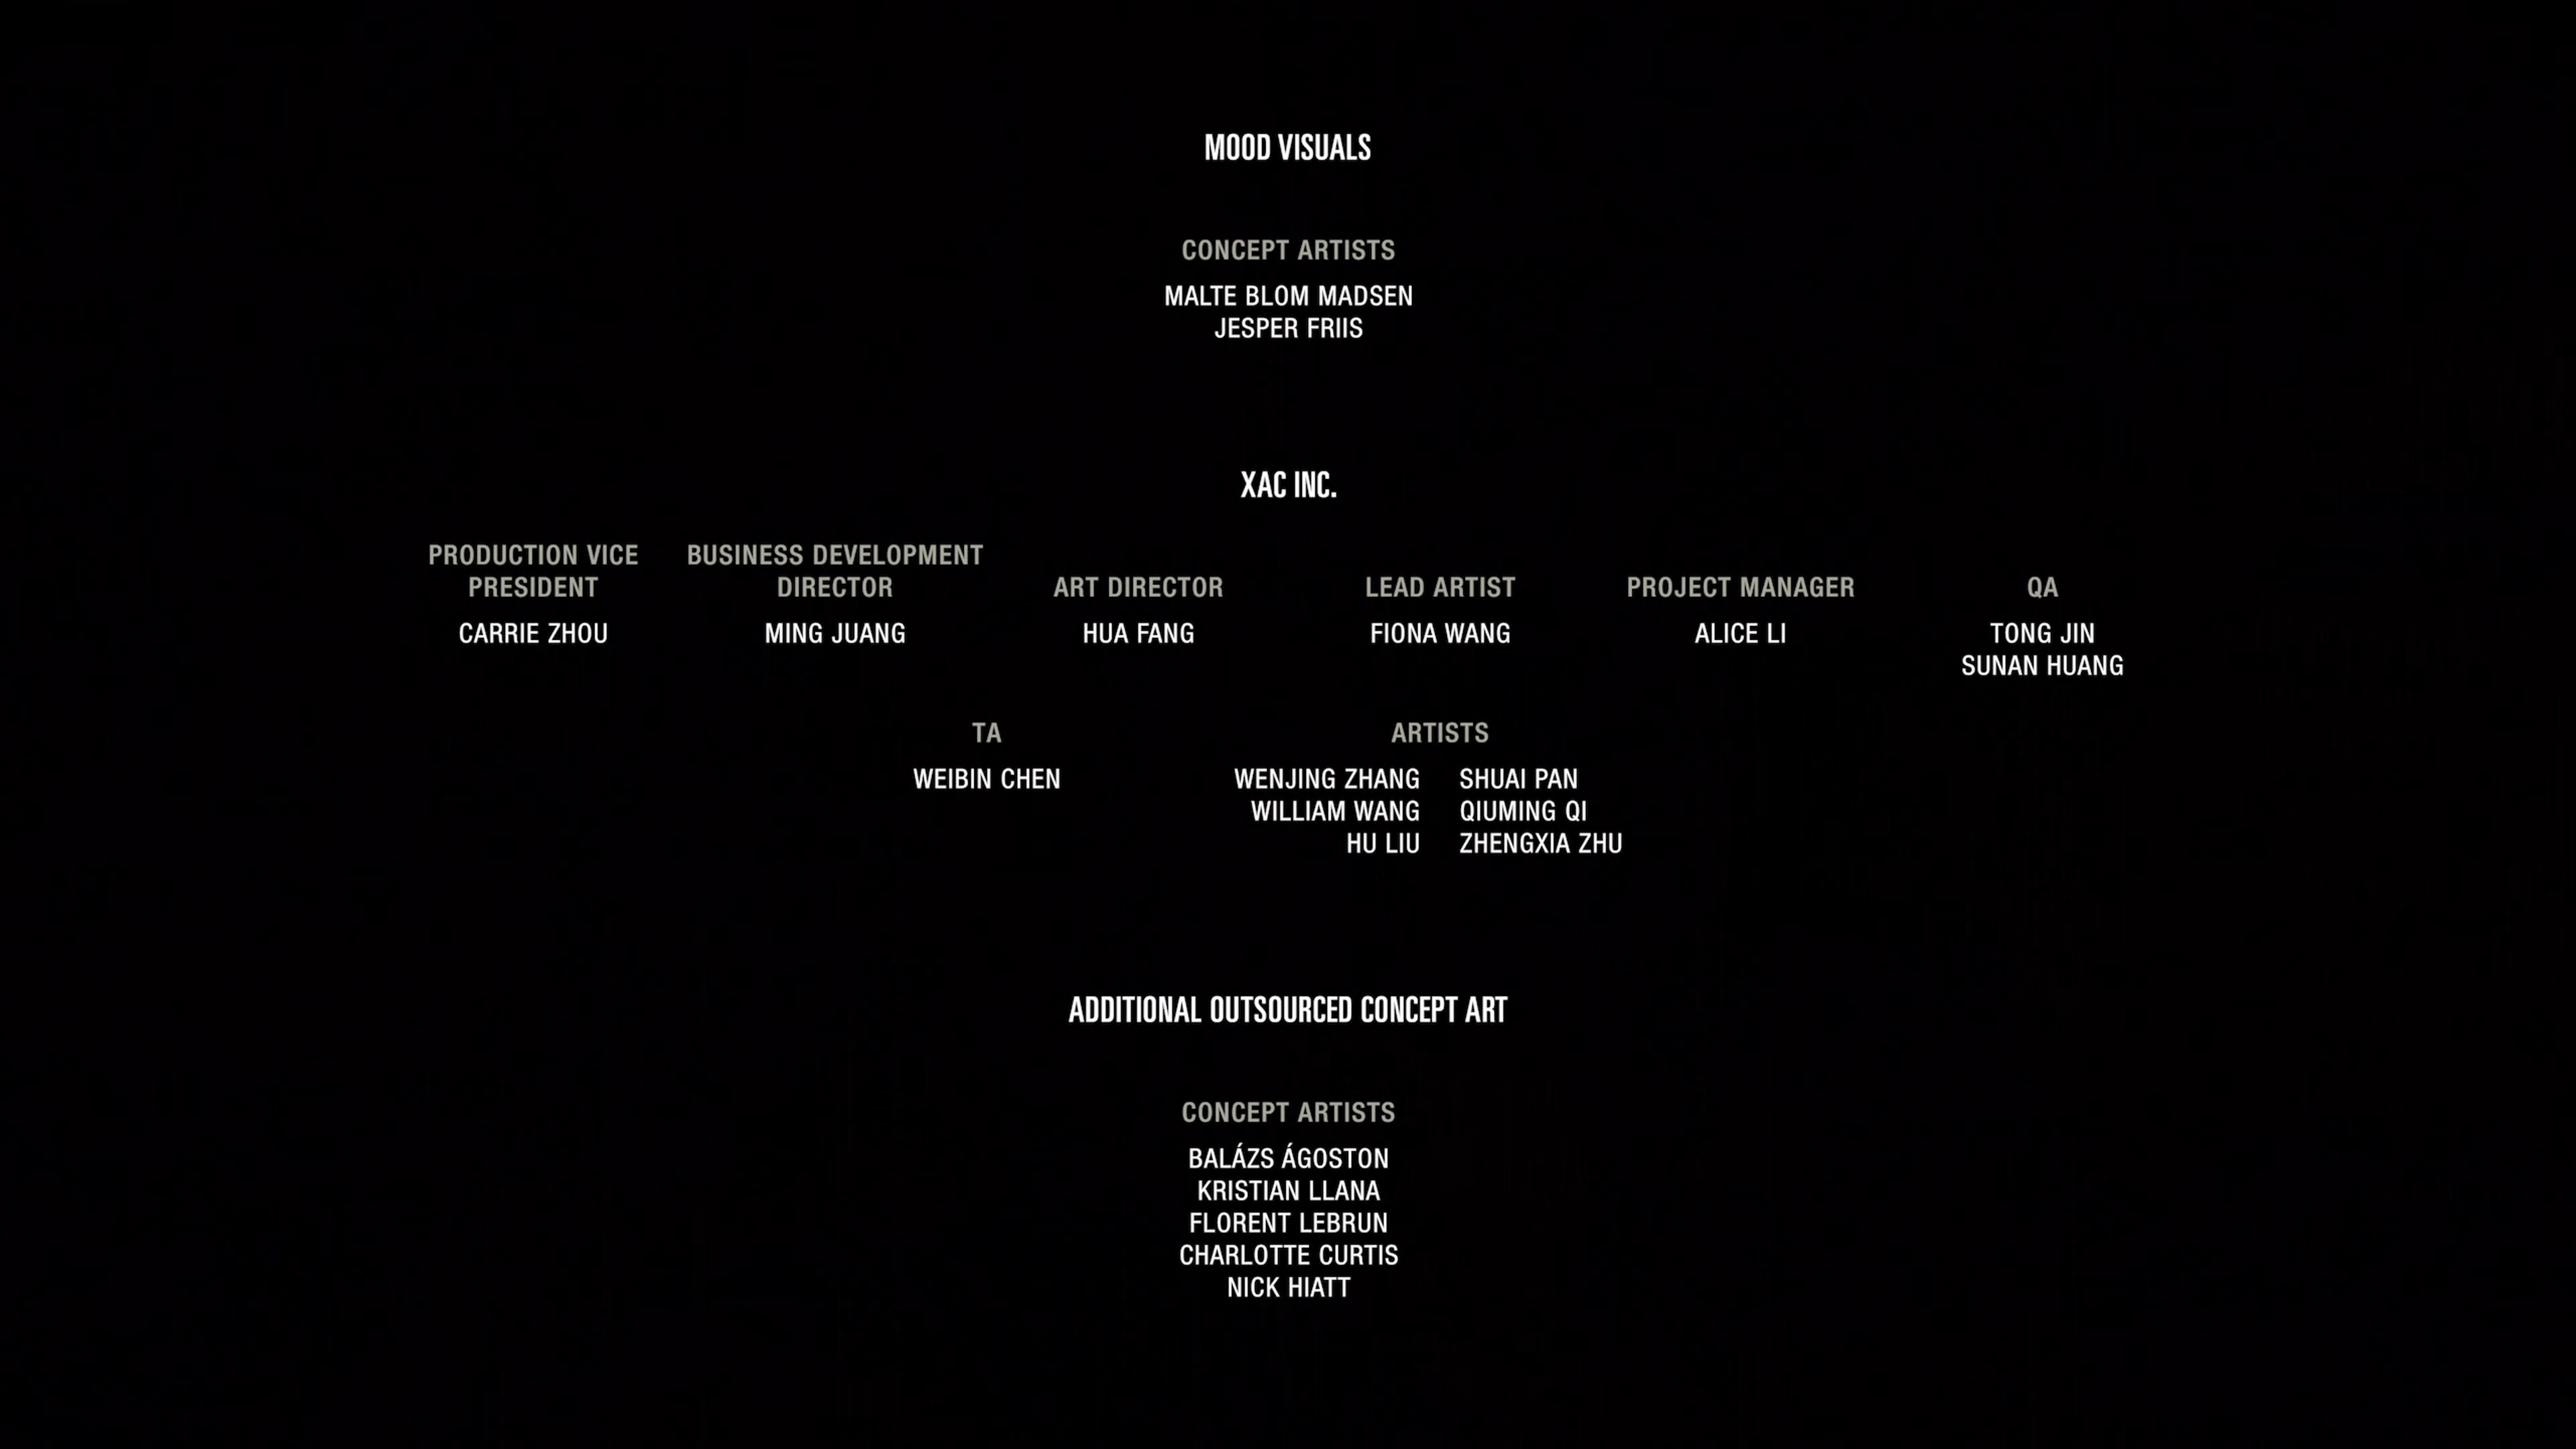 MOOD VISUALS
CONCEPT ARTISTS
MALTE BLOM MADSEN
JESPER FRIIS
XAC INC.
PRODUCTION VICE PRESIDENT
CARRIE ZHOU
BUSINESS DEVELOPMENT DIRECTOR
MING JUANG
ART DIRECTOR
HUA FANG
LEAD ARTIST
FIONA WANG
PROJECT MANAGER
ALICE LI
QA
TONG JIN
SUNAN HUANG
TA
WEIBIN CHEN
ARTISTS
WENJING ZHANG SHUAI PAN
WILLIAM WANG QIUMING QI
HU LIU ZHENGXIA ZHU
ADDITIONAL OUTSOURCED CONCEPT ART
CONCEPT ARTISTS
BALÁZS ÁGOSTON
KRISTIAN LLANA
FLORENT LEBRUN
CHARLOTTE CURTIS
NICK HIATT